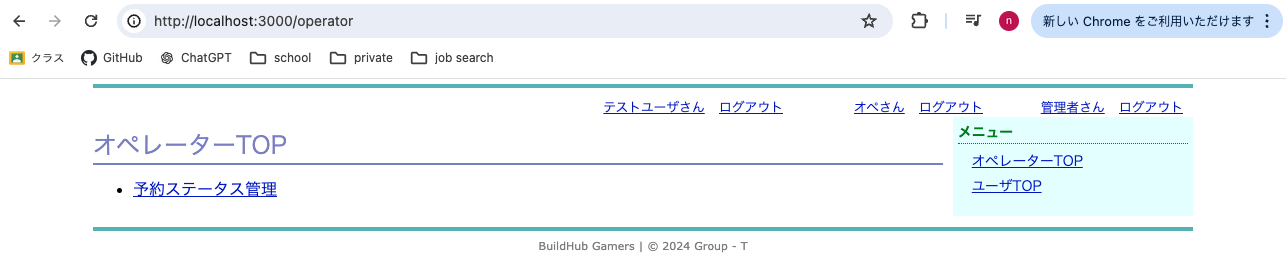 http://localhost:3000/operator
n
新しい Chrome をご利用いただけます
クラス GitHub ChatGPT school private job search
テストユーザさん ログアウト オペさん ログアウト 管理者さん ログアウト
オペレーターTOP
予約ステータス管理
メニュー
オペレーターTOP
ユーザTOP
BuildHub Gamers | © 2024 Group - T